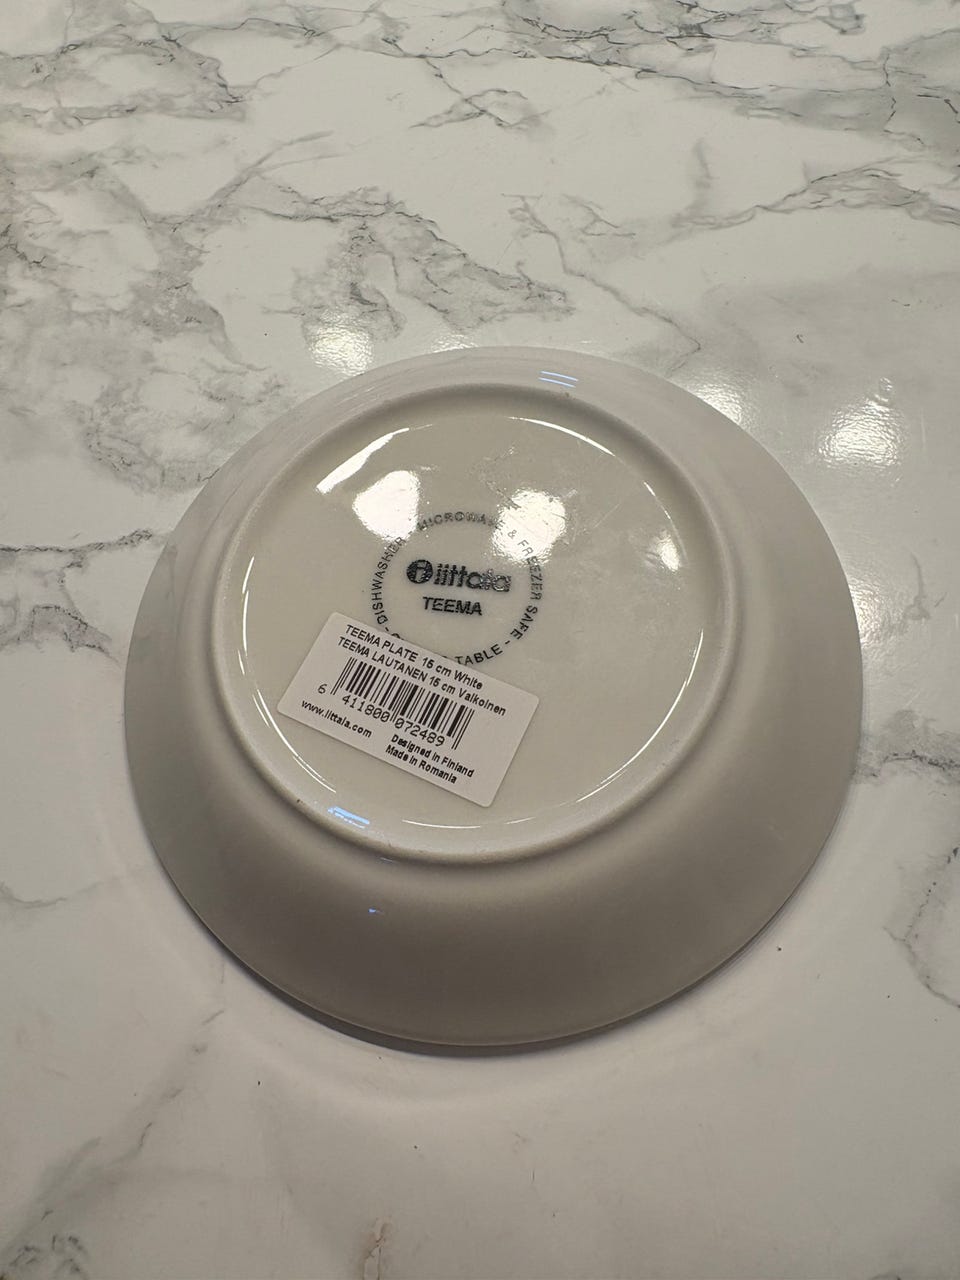 DISHWASHER - MICROWAVE & FREEZER SAFE -
TABLE -
iittala
TEEMA
TEEMA PLATE 15 cm White
TEEMA LAUTANEN 15 cm Valkoinen
6 411800 072489
www.iittala.com
Designed in Finland
Made in Romania